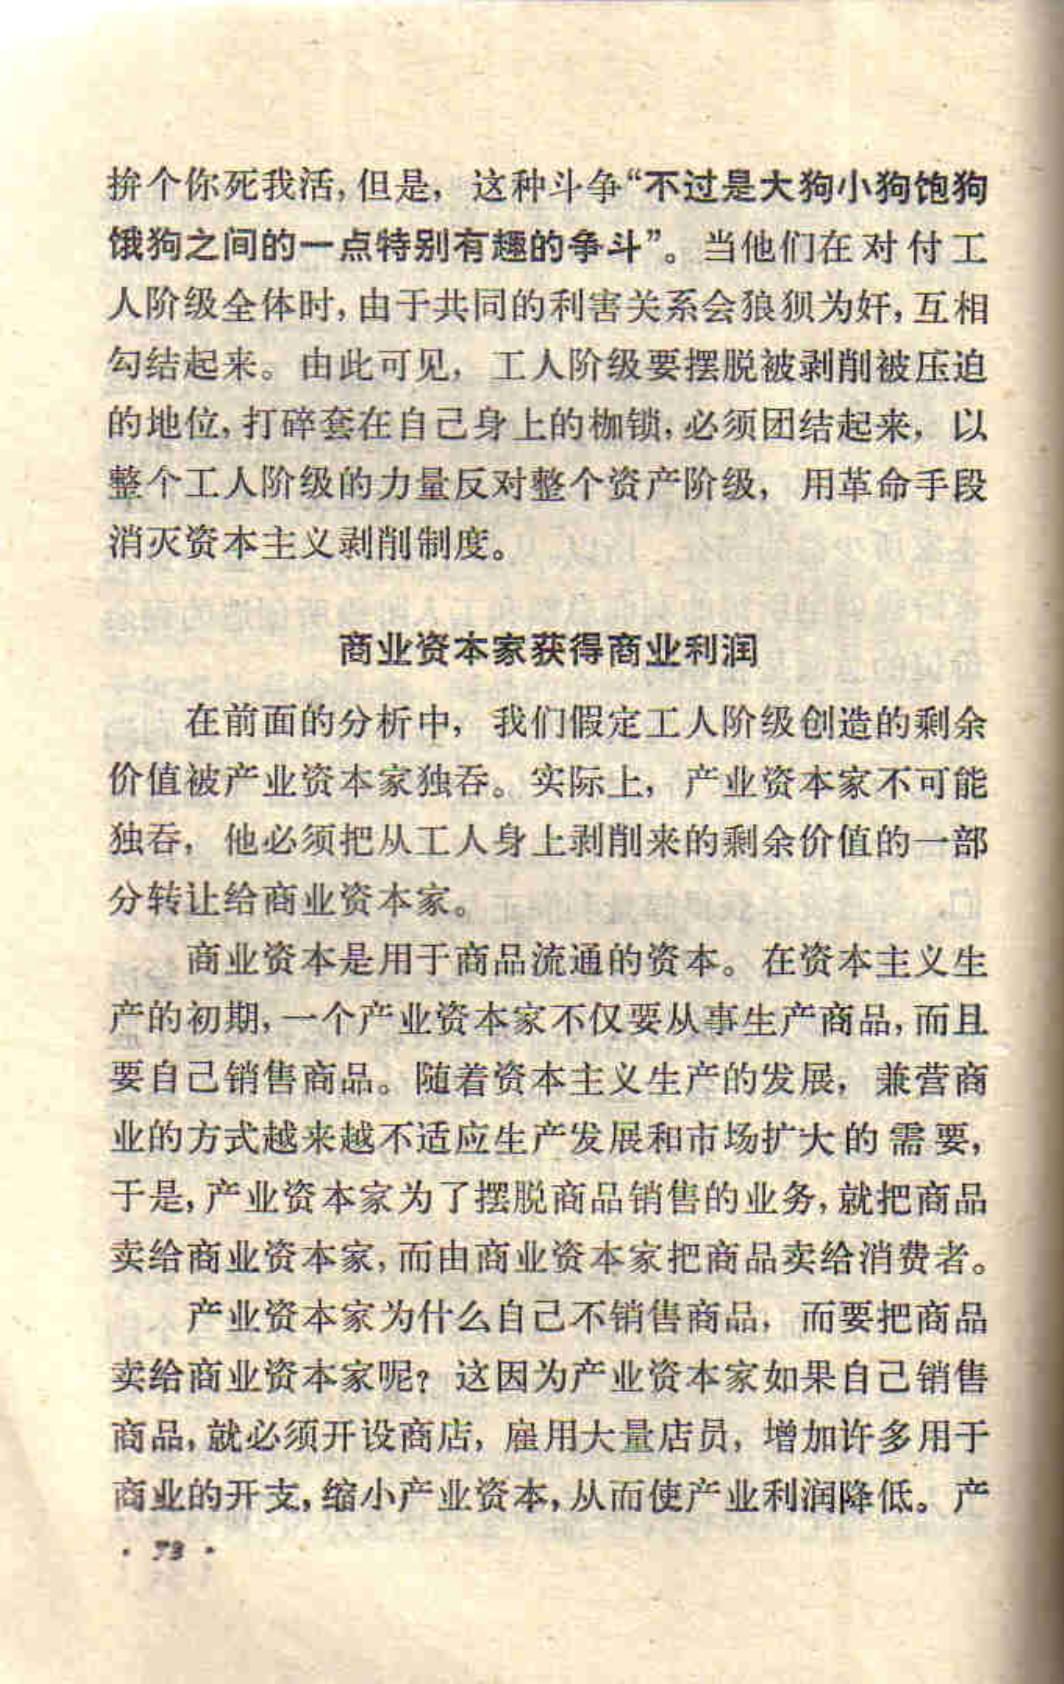 拚个你死我活，但是，这种斗争“不过是大狗小狗饱狗
饿狗之间的一点特别有趣的争斗”。当他们在对付工
人阶级全体时，由于共同的利害关系会狼狈为奸，互相
勾结起来。由此可见，工人阶级要摆脱被剥削被压迫
的地位，打碎套在自己身上的枷锁，必须团结起来，以
整个工人阶级的力量反对整个资产阶级，用革命手段
消灭资本主义剥削制度。
商业资本家获得商业利润
在前面的分析中，我们假定工人阶级创造的剩余
价值被产业资本家独吞。实际上，产业资本家不可能
独吞，他必须把从工人身上剥削来的剩余价值的一部
分转让给商业资本家。
商业资本是用于商品流通的资本。在资本主义生
产的初期，一个产业资本家不仅要从事生产商品，而且
要自己销售商品。随着资本主义生产的发展，兼营商
业的方式越来越不适应生产发展和市场扩大的需要，
于是，产业资本家为了摆脱商品销售的业务，就把商品
卖给商业资本家，而由商业资本家把商品卖给消费者。
产业资本家为什么自己不销售商品，而要把商品
卖给商业资本家呢？这因为产业资本家如果自己销售
商品，就必须开设商店，雇用大量店员，增加许多用于
商业的开支，缩小产业资本，从而使产业利润降低。产